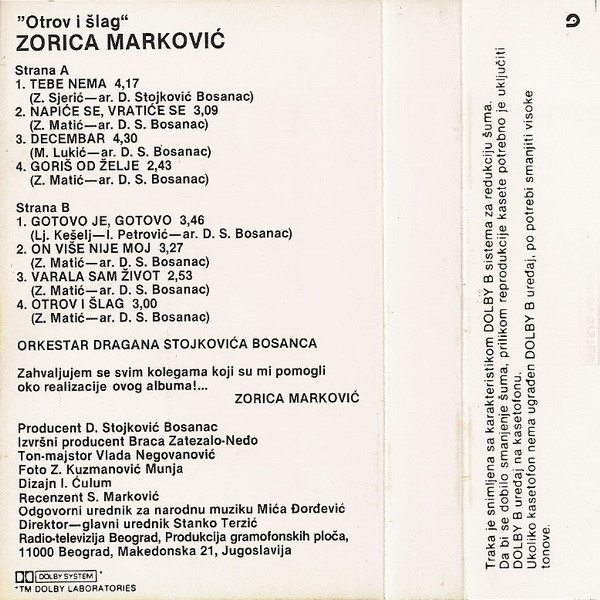 "Otrov i šlag"
ZORICA MARKOVIĆ
Strana A
1. TEBE NEMA 4,17
(Z. Sjerić—ar. D. Stojković Bosanac)
2. NAPIĆE SE, VRATIĆE SE 3,09
(Z. Matić—ar. D. S. Bosanac)
3. DECEMBAR 4,30
(M. Lukić—ar. D. S. Bosanac)
4. GORIŠ OD ŽELJE 2,43
(Z. Matić—ar. D. S. Bosanac)
Strana B
1. GOTOVO JE, GOTOVO 3,46
(Lj. Kešelj—I. Petrović—ar. D. S. Bosanac)
2. ON VIŠE NIJE MOJ 3,27
(Z. Matić—ar. D. S. Bosanac)
3. VARALA SAM ŽIVOT 2,53
(Z. Matić—ar. D. S. Bosanac)
4. OTROV I ŠLAG 3,00
(Z. Matić—ar. D. S. Bosanac)
ORKESTAR DRAGANA STOJKOVIĆA BOSANCA
Zahvaljujem se svim kolegama koji su mi pomogli
oko realizacije ovog albuma!...
ZORICA MARKOVIĆ
Producent D. Stojković Bosanac
Izvršni producent Braca Zatezalo-Neđo
Ton-majstor Vlada Negovanović
Foto Z. Kuzmanović Munja
Dizajn I. Ćulum
Recenzent S. Marković
Odgovorni urednik za narodnu muziku Mića Đorđević
Direktor—glavni urednik Stanko Terzić
Radio-televizija Beograd, Produkcija gramofonskih ploča,
11000 Beograd, Makedonska 21, Jugoslavija
DOLBY SYSTEM *
*TM DOLBY LABORATORIES
Traka je snimljena sa karakteristikom DOLBY B sistema za redukciju šuma.
Da bi se dobilo smanjenje šuma, prilikom reprodukcije kasete potrebno je uključiti
DOLBY B uređaj na kasetofonu.
Ukoliko kasetofon nema ugrađen DOLBY B uređaj, po potrebi smanjiti visoke
tonove.